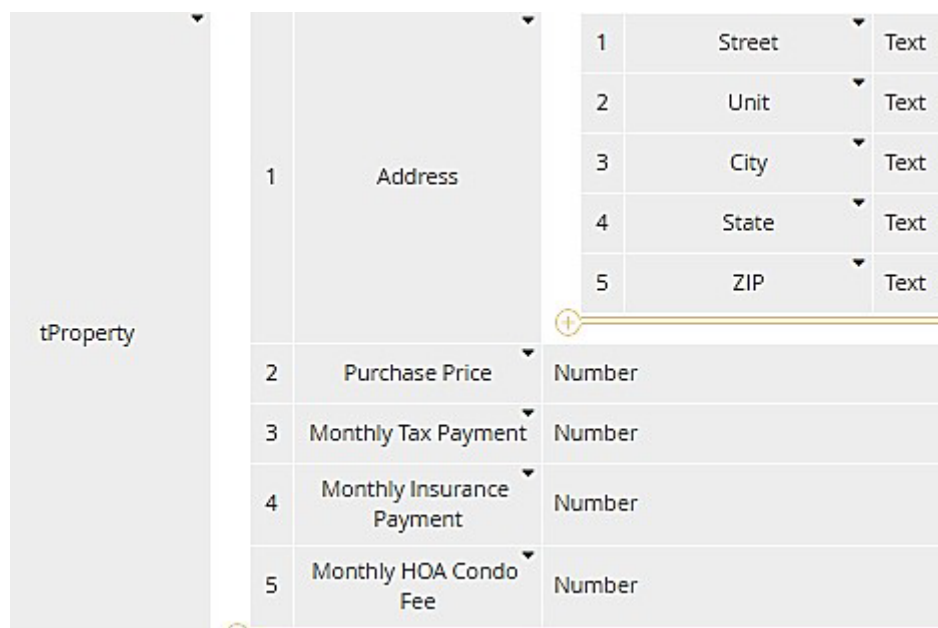 tProperty
1 Address
1 Street Text
2 Unit Text
3 City Text
4 State Text
5 ZIP Text
2 Purchase Price Number
3 Monthly Tax Payment Number
4 Monthly Insurance
Payment Number
5 Monthly HOA Condo
Fee Number